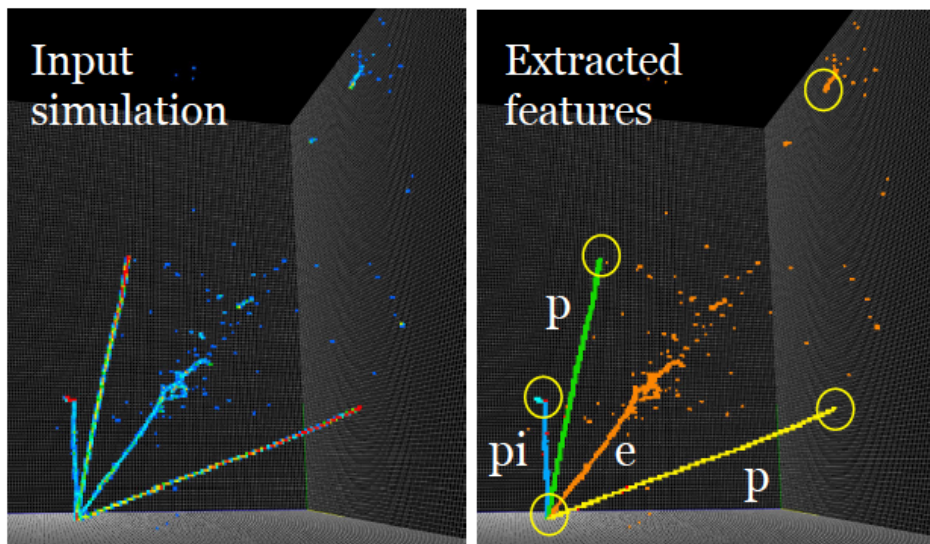 Input
simulation
Extracted
features
p
pi
e
p